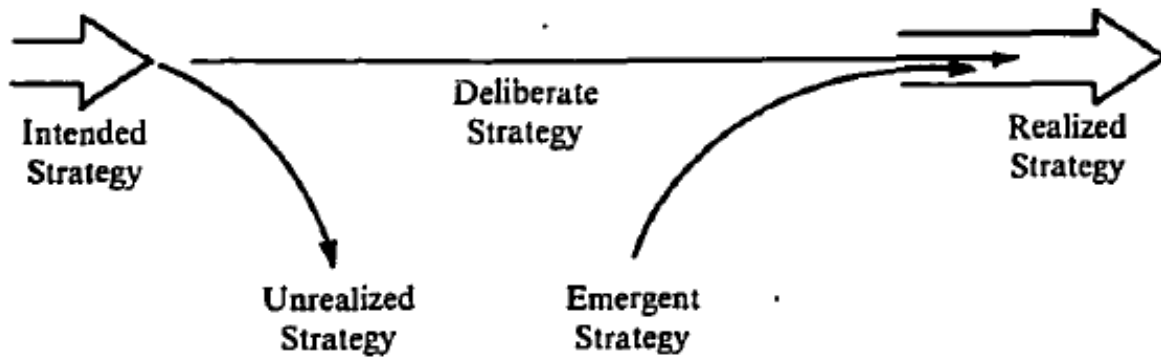 Deliberate
Strategy
Intended
Strategy
Realized
Strategy
Unrealized
Strategy
Emergent
Strategy